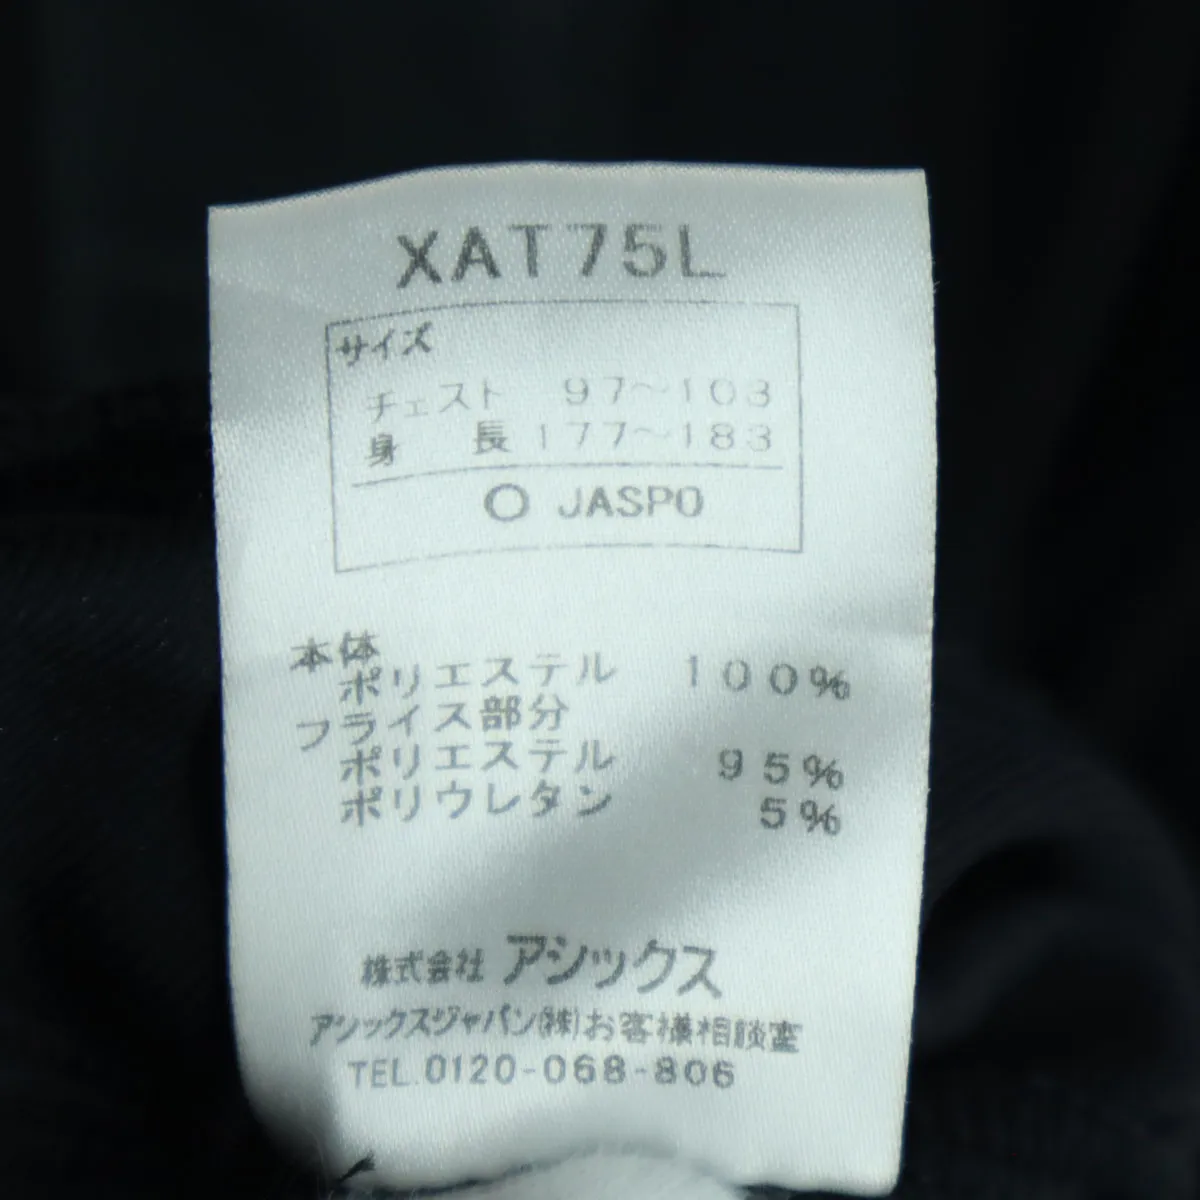 XAT75L
サイズ
チェスト 97～103
身 長 177～183
O JASPO
本体
ポリエステル 100%
フライス部分
ポリエステル 95%
ポリウレタン 5%
株式会社 アシックス
アシックスジャパン(株)お客様相談室
TEL.0120-068-806